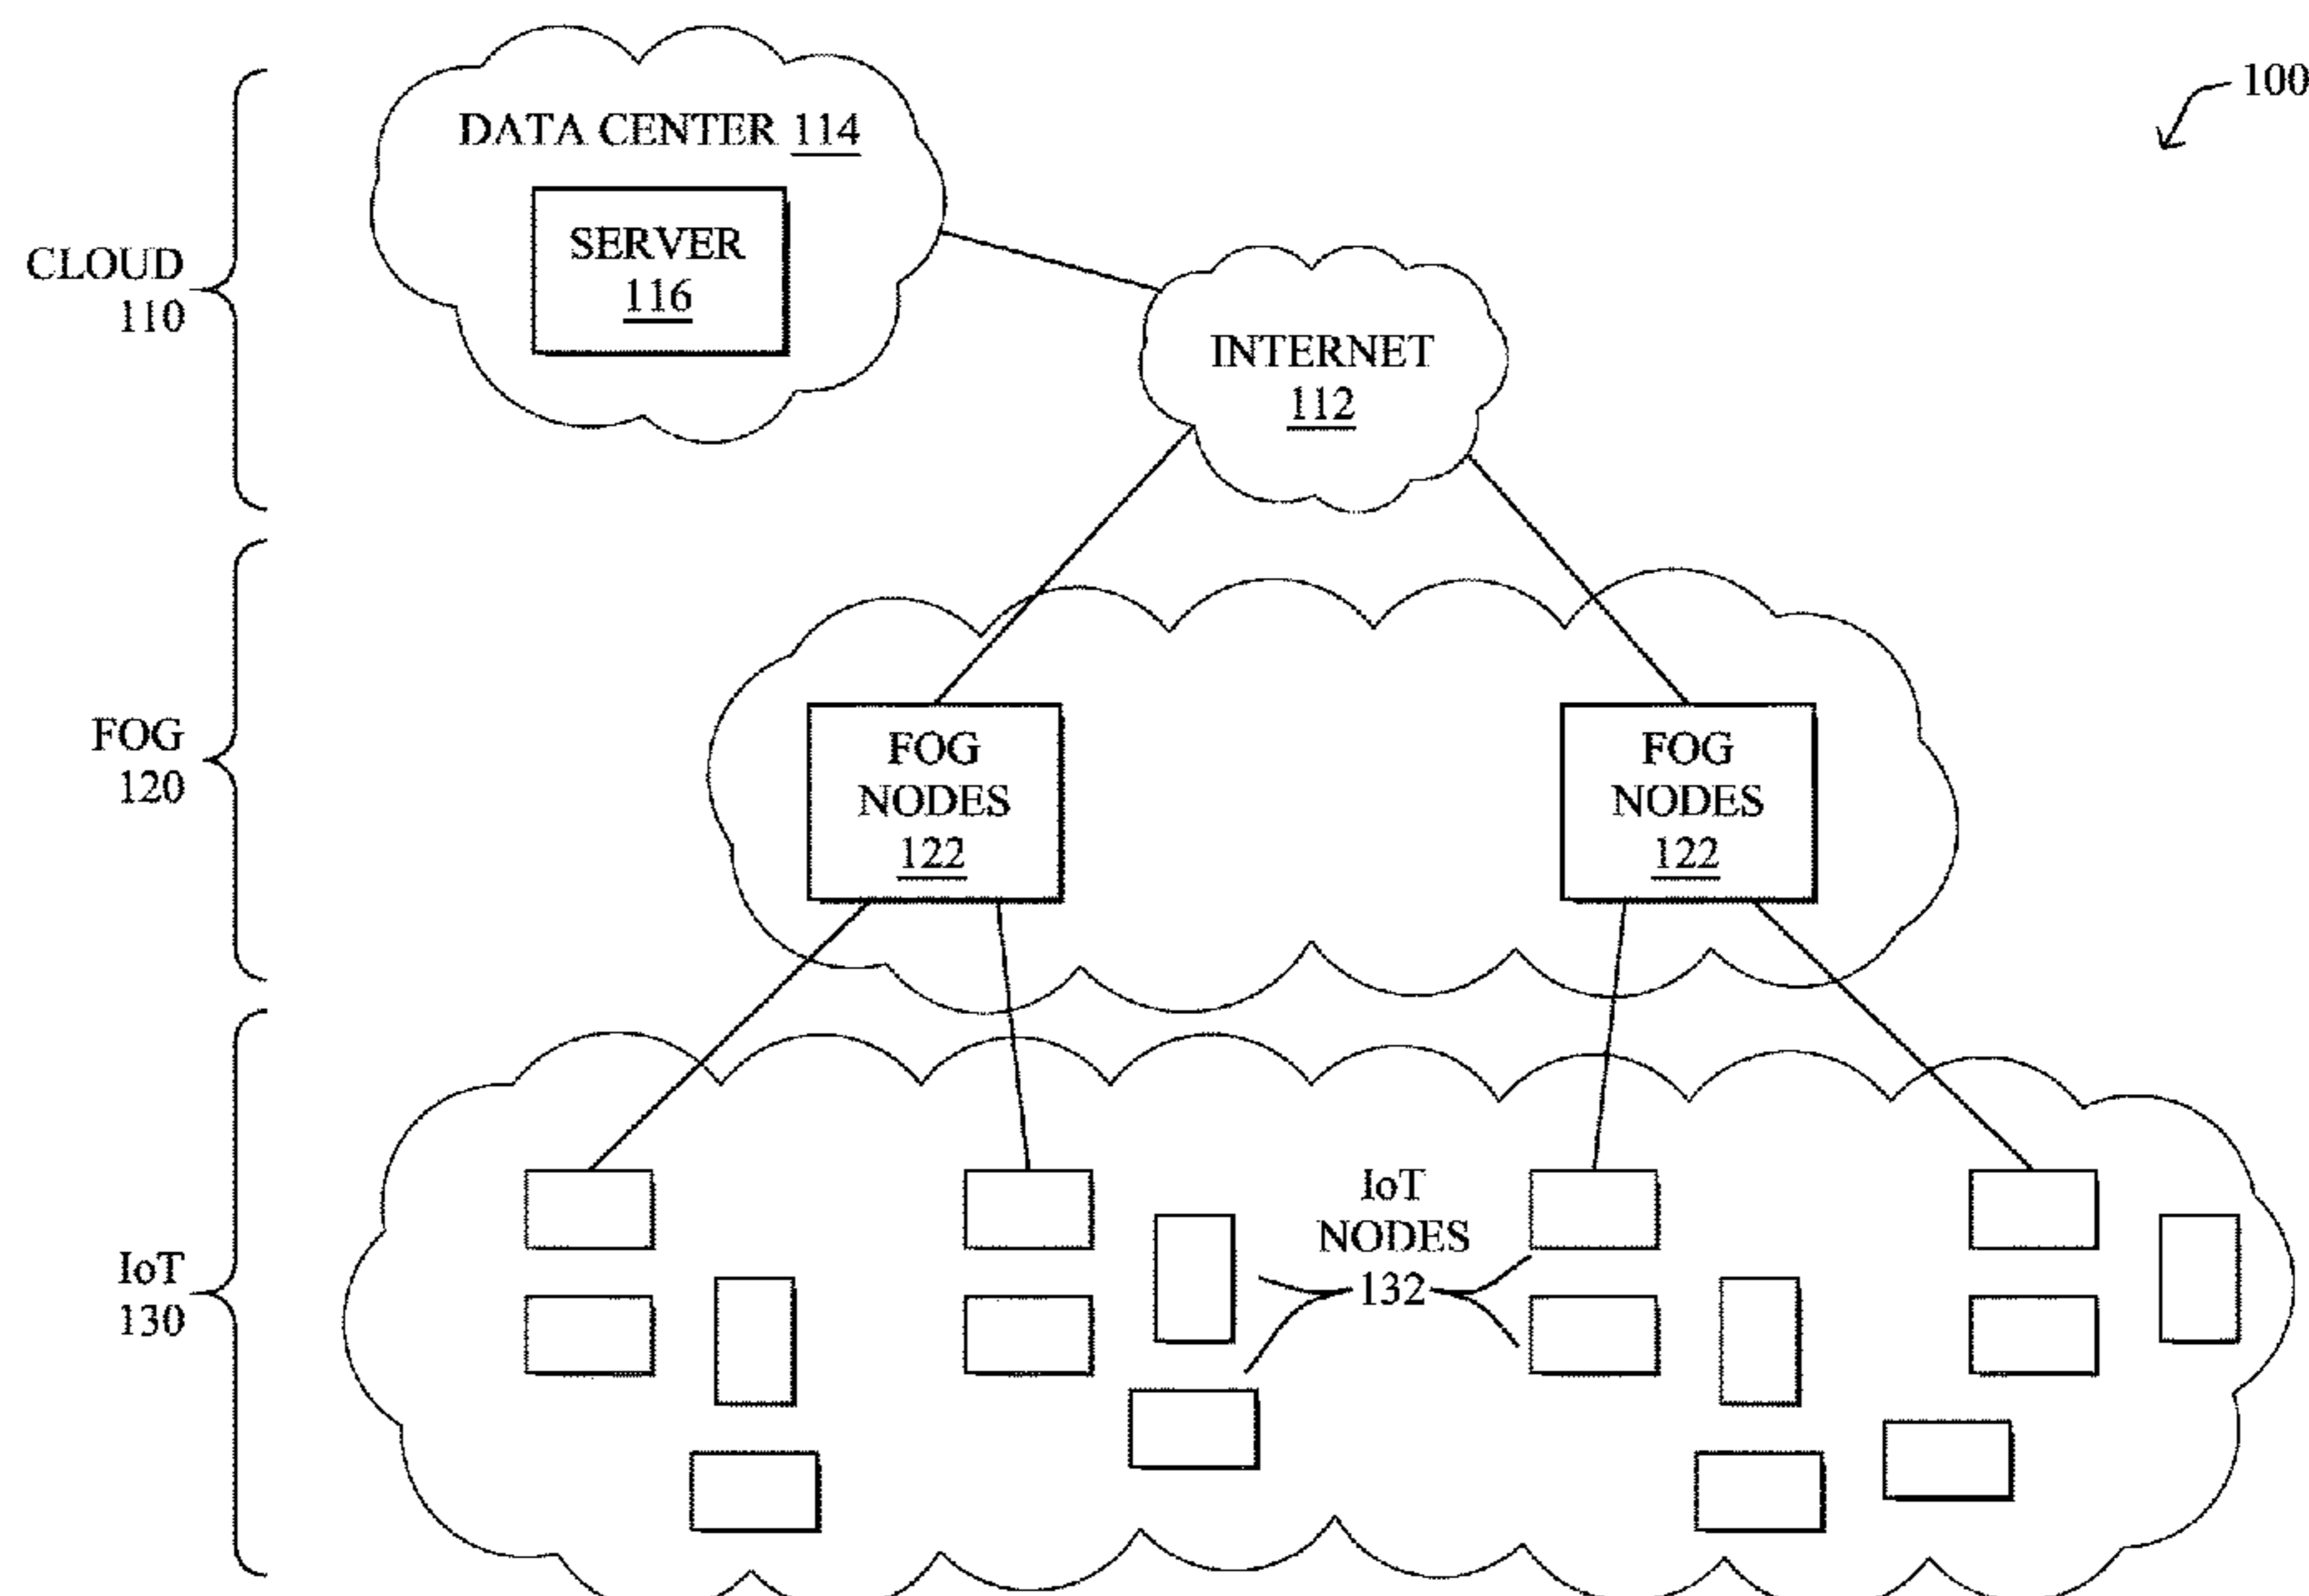 100
DATA CENTER 114
SERVER
116
CLOUD
110
INTERNET
112
FOG
120
FOG
NODES
122
FOG
NODES
122
IoT
130
IoT
NODES
132